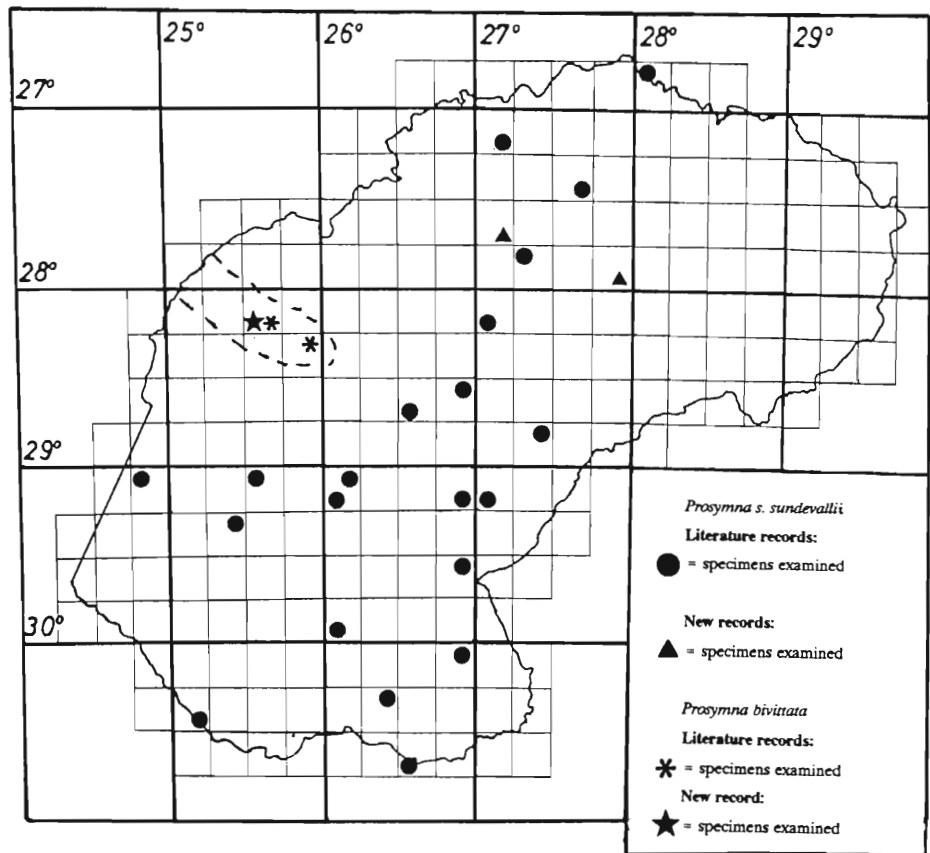 25° 26° 27° 28° 29°
27°
28°
29°
30°
Prosymna s. sundevallii
Literature records:
= specimens examined
New records:
= specimens examined
Prosymna bivittata
Literature records:
= specimens examined
New record:
= specimens examined